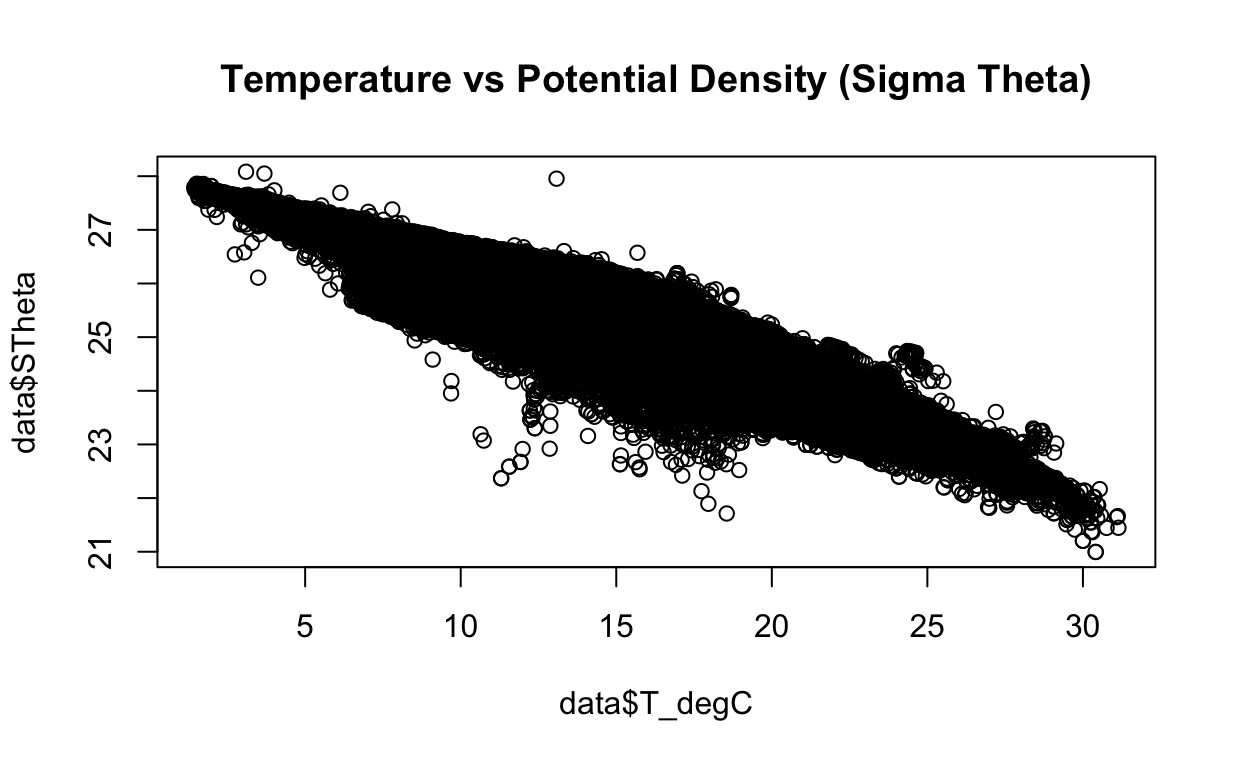 Temperature vs Potential Density (Sigma Theta)
data$STheta
27
25
23
21
5 10 15 20 25 30
data$T_degC